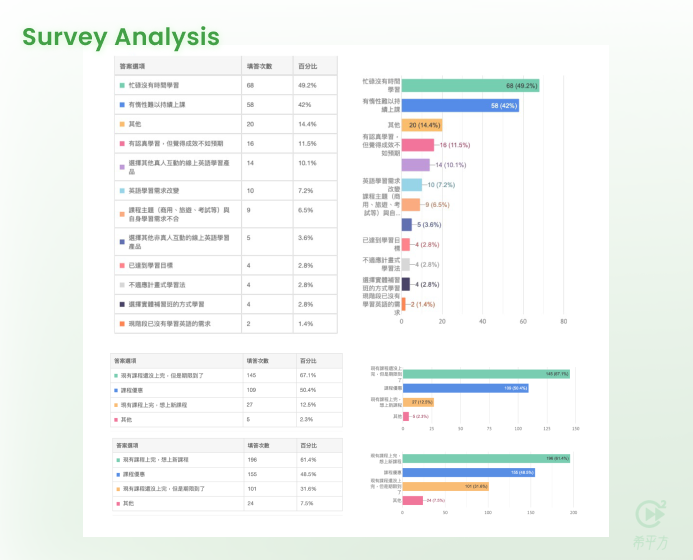 Survey Analysis
答案選項 填答次數 百分比
忙碌沒有時間學習 68 49.2%
有惰性難以持續上課 58 42%
其他 20 14.4%
有認真學習，但覺得成效不如預期 16 11.5%
選擇其他真人互動的線上英語學習產
品 14 10.1%
英語學習需求改變 10 7.2%
課程主題（商用、旅遊、考試等）與
自身學習需求不合 9 6.5%
選擇其他非真人互動的線上英語學習
產品 5 3.6%
已達到學習目標 4 2.8%
不適應計畫式學習法 4 2.8%
選擇實體補習班的方式學習 4 2.8%
現階段已沒有學習英語的需求 2 1.4%
忙碌沒有時間
學習
68 (49.2%)
有惰性難以持
續上課
58 (42%)
其他
20 (14.4%)
有認真學習，
但覺得成效不
如預期
16 (11.5%)
14 (10.1%)
英語學習需求
改變
10 (7.2%)
課程主題（商
用、旅遊、考
試等）與自...
9 (6.5%)
5 (3.6%)
已達到學習目
標
4 (2.8%)
不適應計畫式
學習法
4 (2.8%)
選擇實體補習
班的方式學習
4 (2.8%)
現階段已沒有
學習英語的需
求
2 (1.4%)
0 20 40 60 80
答案選項 填答次數 百分比
現有課程還沒上完，但是期限到了 145 67.1%
課程優惠 109 50.4%
現有課程上完，想上新課程 27 12.5%
其他 5 2.3%
現有課程還沒上
完，但是期限到
了
145 (67.1%)
課程優惠
109 (50.4%)
現有課程上完，
想上新課程
27 (12.5%)
其他
5 (2.3%)
0 25 50 75 100 125 150
答案選項 填答次數 百分比
現有課程上完，想上新課程 196 61.4%
課程優惠 155 48.5%
現有課程還沒上完，但是期限到了 101 31.6%
其他 24 7.5%
現有課程上完，
想上新課程
196 (61.4%)
課程優惠
155 (48.5%)
現有課程還沒上
完，但是期限到
了
101 (31.6%)
其他
24 (7.5%)
0 50 100 150 200
希平方